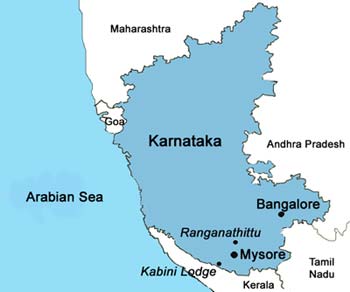 Maharashtra
Goa
Karnataka
Andhra Pradesh
Arabian Sea
Bangalore
Ranganathittu
Mysore
Kabini Lodge
Tamil
Nadu
Kerala